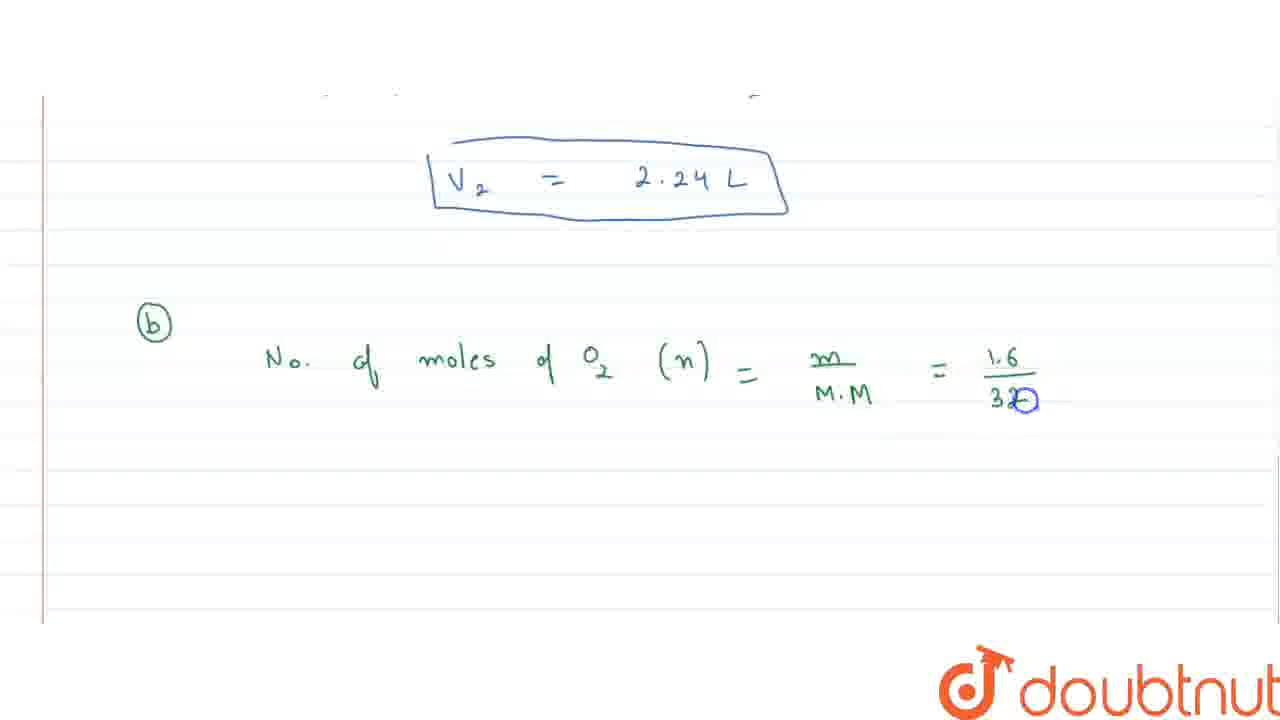 V₂ = 2.24 L
b
No. of moles of O₂ (n) = m/M.M = 1.6/32
doubtnut